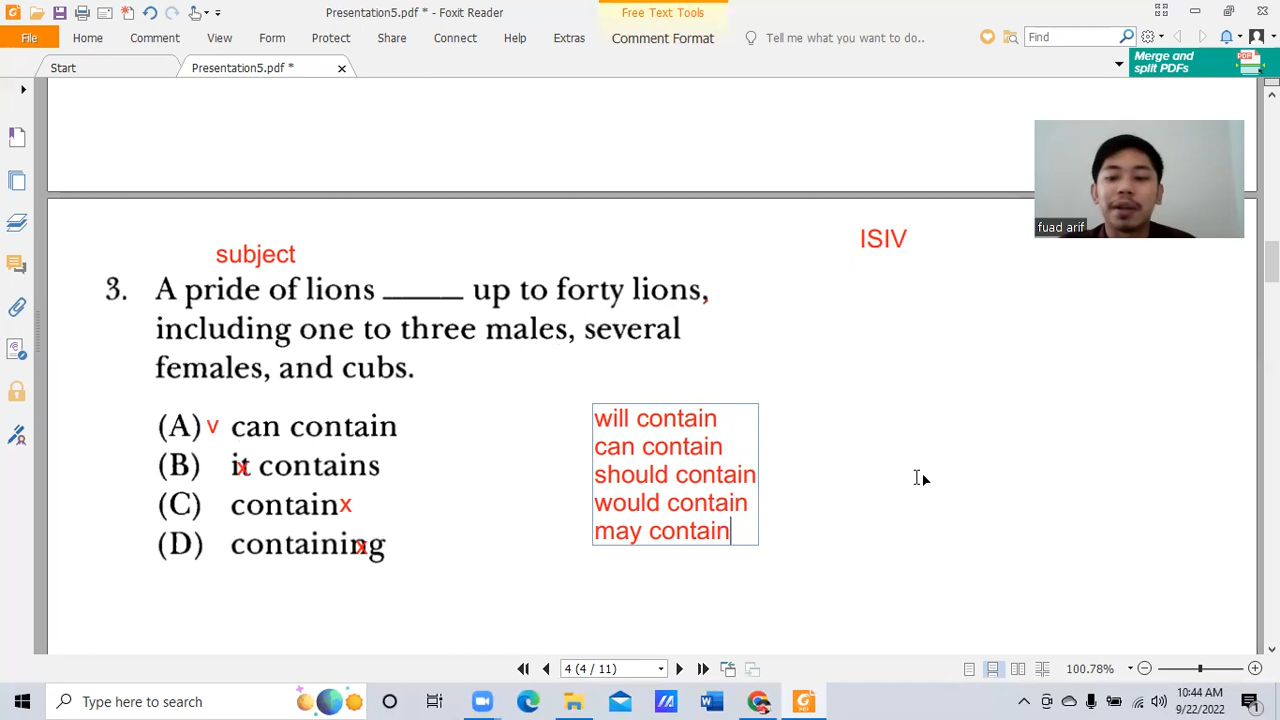 Presentation5.pdf * - Foxit Reader
Free Text Tools
File Home Comment View Form Protect Share Connect Help Extras Comment Format Tell me what you want to do.. Find
Start Presentation5.pdf *
Merge and
split PDFs
fuad arif
ISIV
subject
3. A pride of lions ______ up to forty lions,
including one to three males, several
females, and cubs.
(A) v can contain
(B) it contains x
(C) contain x
(D) containing x
will contain
can contain
should contain
would contain
may contain
4 (4 / 11)
100.78%
Type here to search
10:44 AM
9/22/2022